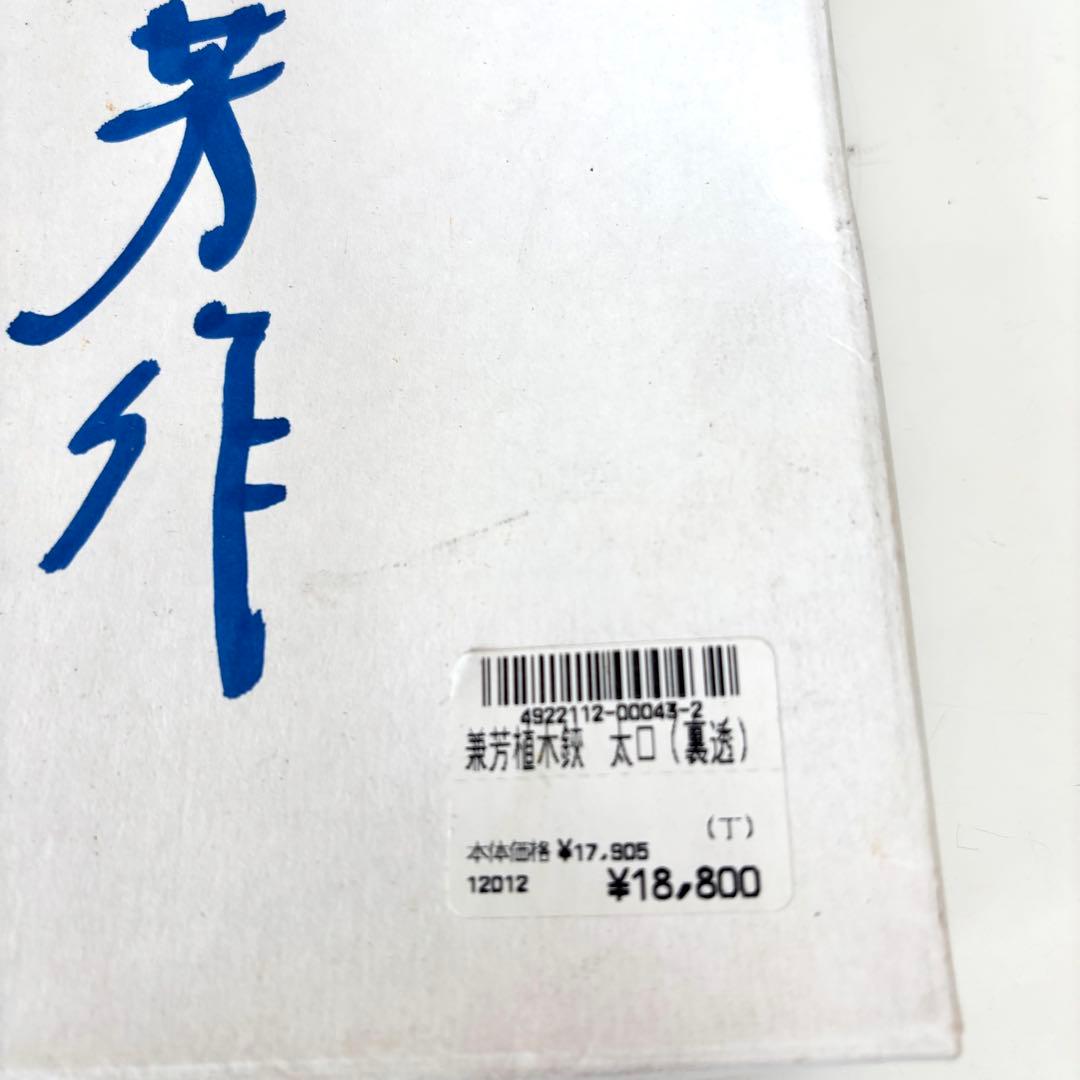 芳作
4922112-00043-2
兼芳植木鋏 太口(裏透)
(丁)
本体価格 ¥17,905
12012 ¥18,800